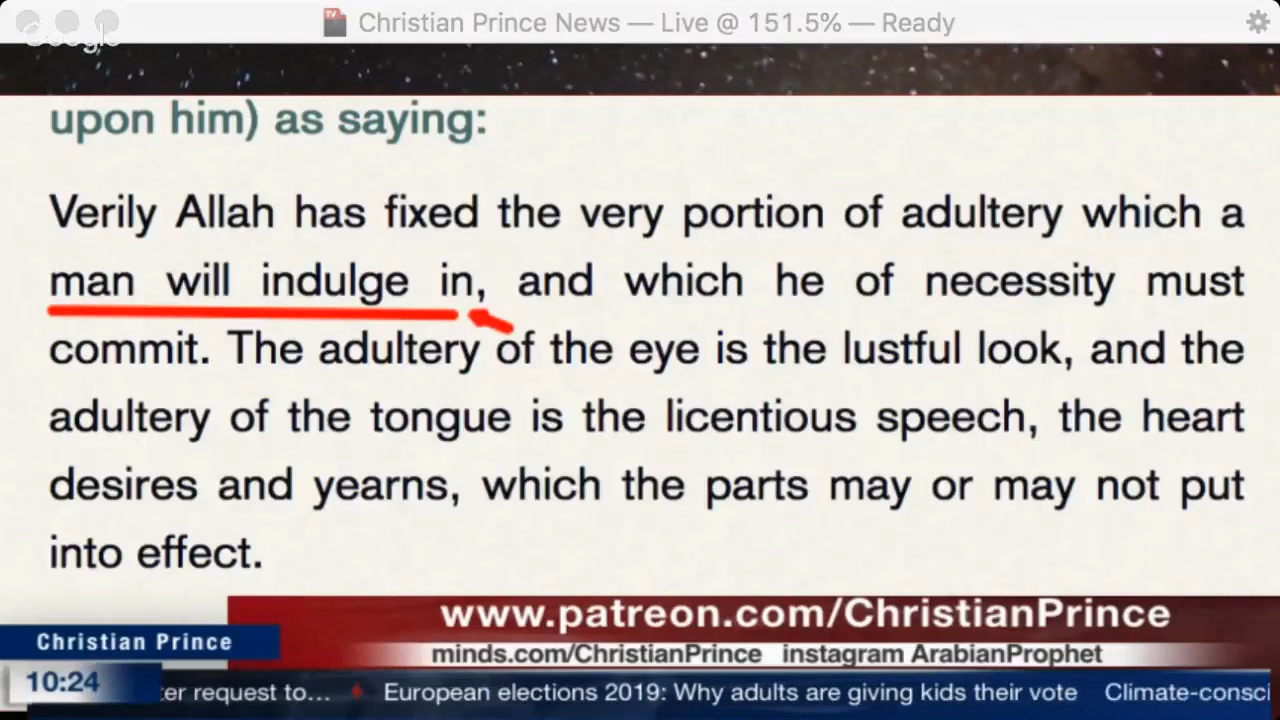 Christian Prince News — Live @ 151.5% — Ready
Google
upon him) as saying:
Verily Allah has fixed the very portion of adultery which a
man will indulge in, and which he of necessity must
commit. The adultery of the eye is the lustful look, and the
adultery of the tongue is the licentious speech, the heart
desires and yearns, which the parts may or may not put
into effect.
www.patreon.com/ChristianPrince
Christian Prince
minds.com/ChristianPrince instagram ArabianProphet
10:24
request to... European elections 2019: Why adults are giving kids their vote